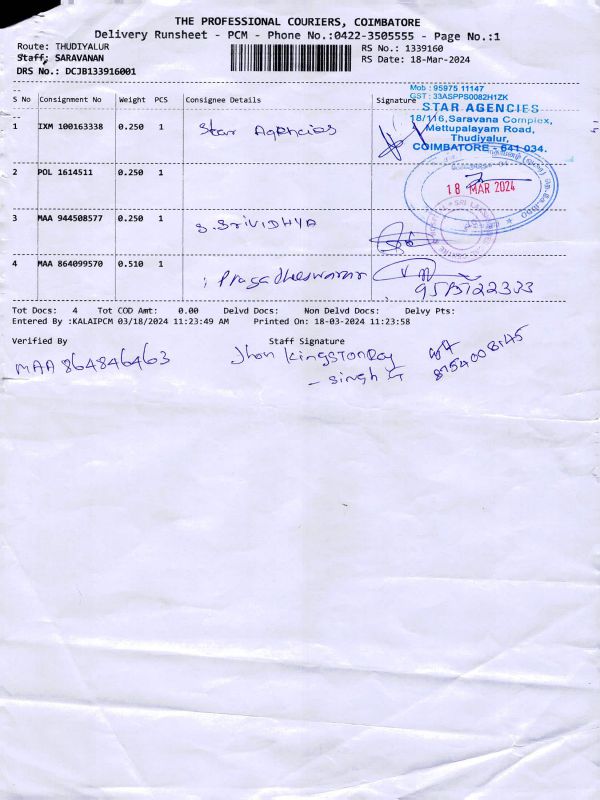 THE PROFESSIONAL COURIERS, COIMBATORE
Delivery Runsheet - PCM - Phone No.:0422-3505555 - Page No.:1
Route: THUDIYALUR
RS No.: 1339160
Staff: SARAVANAN
RS Date: 18-Mar-2024
DRS No.: DCJB133916001
S No Consignment No Weight PCS Consignee Details Signature
Mob : 95975 11147
GST : 33ASPPS0082H1ZK
STAR AGENCIES
18/116, Saravana Complex,
Mettupalayam Road,
Thudiyalur,
COIMBATORE - 641 034.
1 IXM 100163338 0.250 1 Star Agencies
2 POL 1614511 0.250 1
18 MAR 2024
3 MAA 944508577 0.250 1 S.SRIVIDHYA
4 MAA 864099570 0.510 1 : Pragadheeswaran
Tot Docs: 4 Tot COD Amt: 0.00 Delvd Docs: Non Delvd Docs: Delvy Pts:
Entered By :KALAIPCM 03/18/2024 11:23:49 AM Printed On: 18-03-2024 11:23:58
Verified By Staff Signature
MAA 864846463 Jhon Kingston Roy
- Singh G